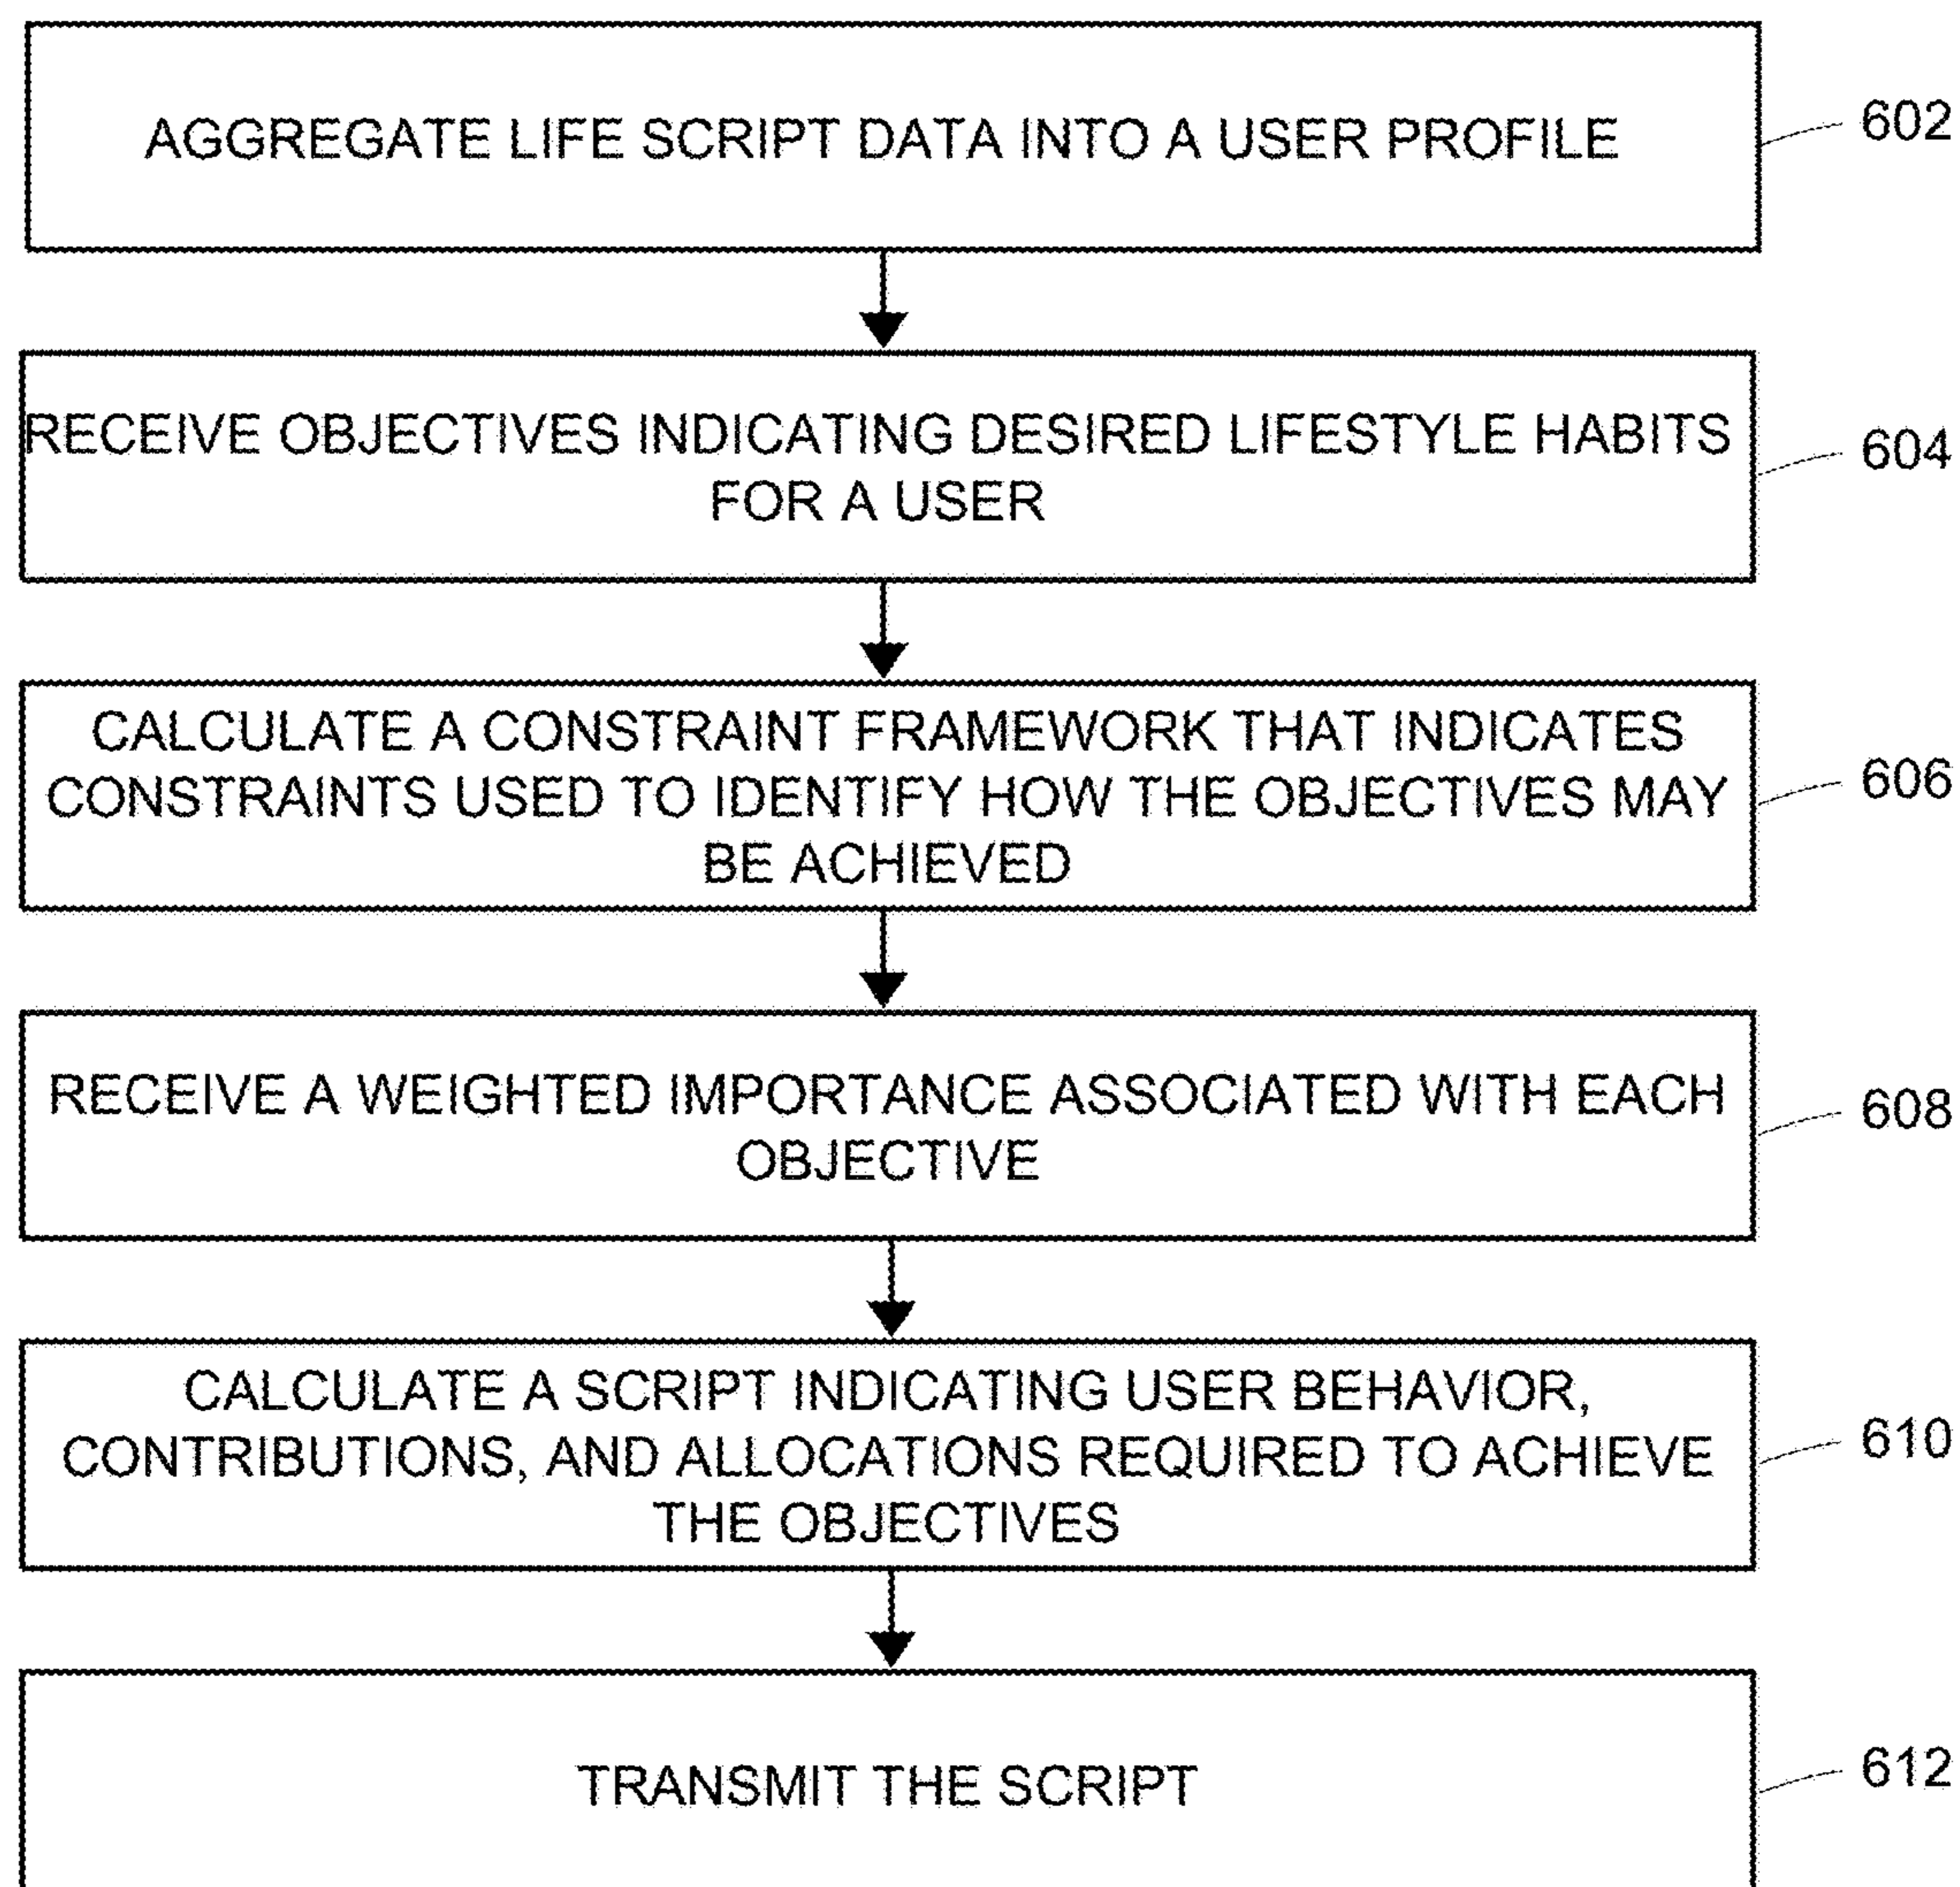 AGGREGATE LIFE SCRIPT DATA INTO A USER PROFILE
602
RECEIVE OBJECTIVES INDICATING DESIRED LIFESTYLE HABITS
FOR A USER
604
CALCULATE A CONSTRAINT FRAMEWORK THAT INDICATES
CONSTRAINTS USED TO IDENTIFY HOW THE OBJECTIVES MAY
BE ACHIEVED
606
RECEIVE A WEIGHTED IMPORTANCE ASSOCIATED WITH EACH
OBJECTIVE
608
CALCULATE A SCRIPT INDICATING USER BEHAVIOR,
CONTRIBUTIONS, AND ALLOCATIONS REQUIRED TO ACHIEVE
THE OBJECTIVES
610
TRANSMIT THE SCRIPT
612